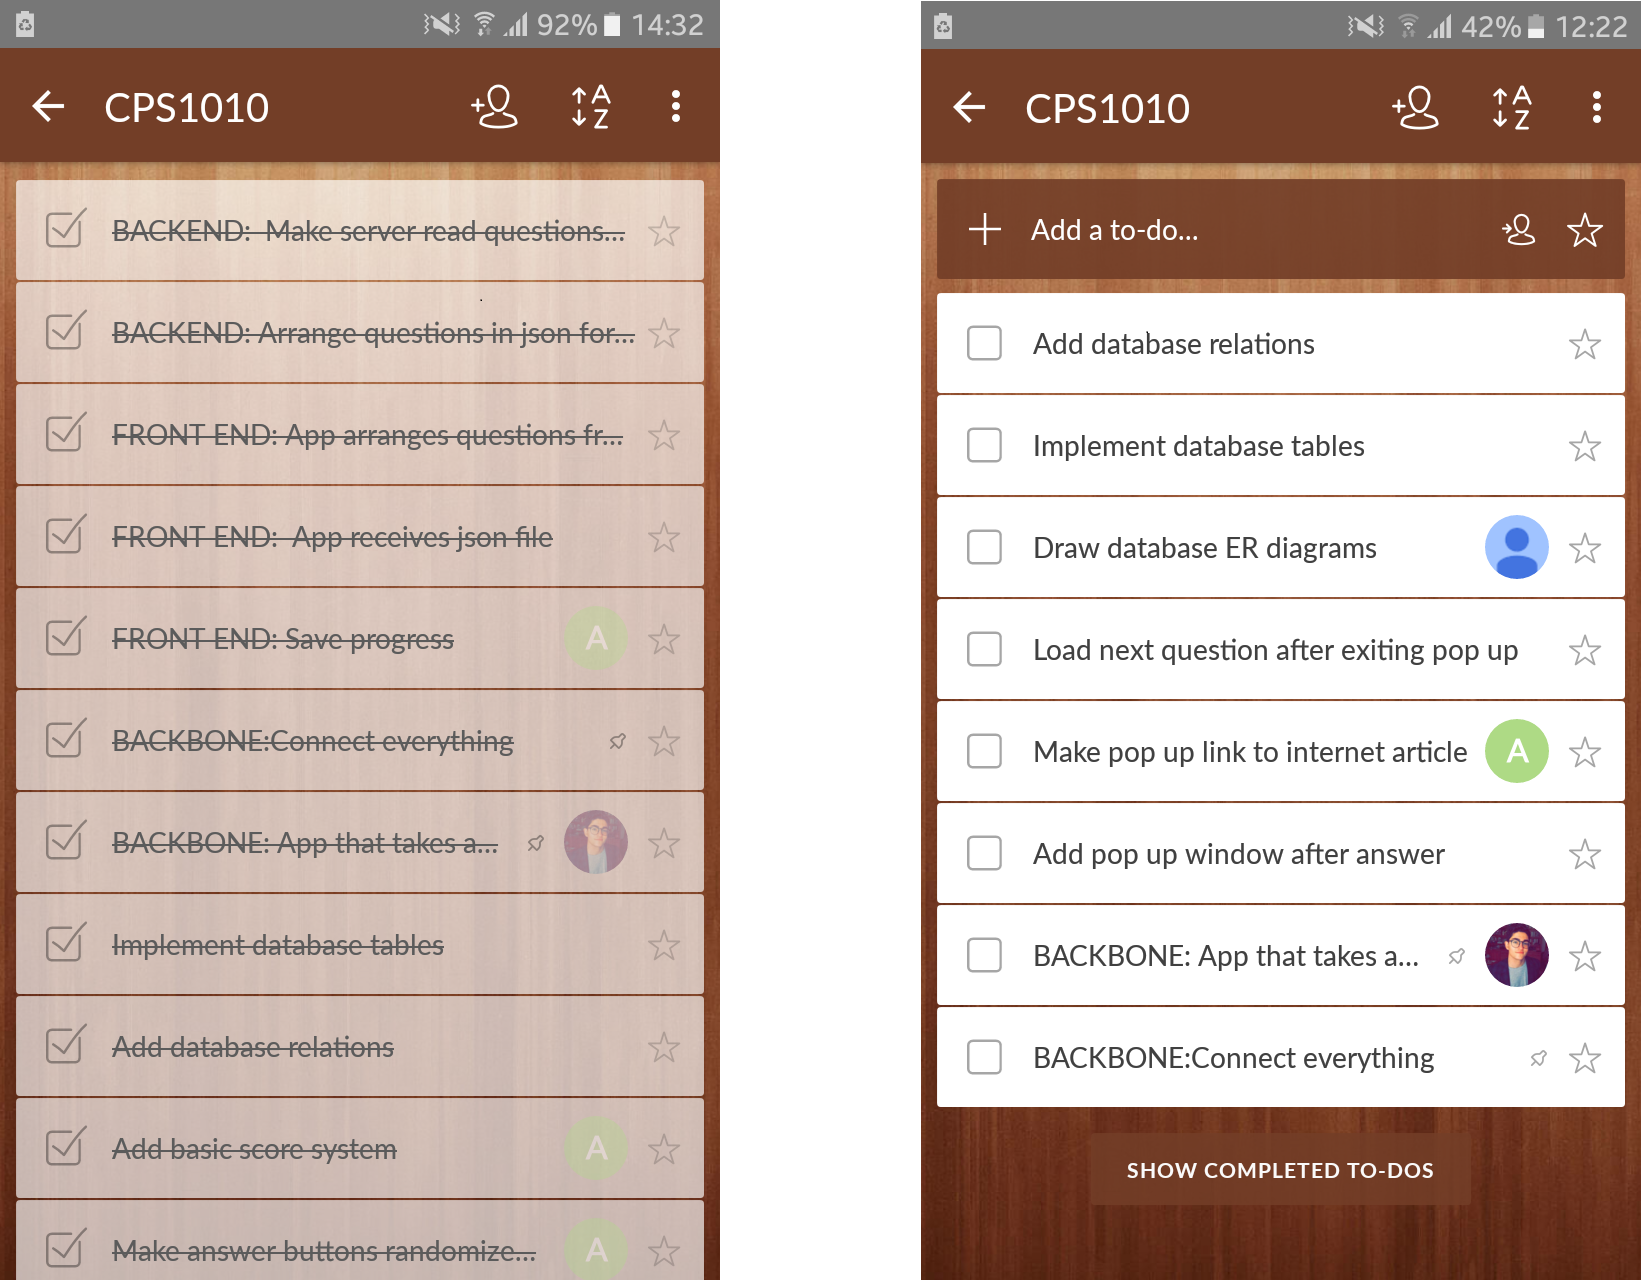 92% 14:32
CPS1010
A
Z
BACKEND:  Make server read questions...
BACKEND: Arrange questions in json for...
FRONT END: App arranges questions fr...
FRONT END:  App receives json file
FRONT END: Save progress
A
BACKBONE:Connect everything
BACKBONE: App that takes a...
Implement database tables
Add database relations
Add basic score system
A
Make answer buttons randomize...
A
42% 12:22
CPS1010
A
Z
Add a to-do...
Add database relations
Implement database tables
Draw database ER diagrams
Load next question after exiting pop up
Make pop up link to internet article
A
Add pop up window after answer
BACKBONE: App that takes a...
BACKBONE:Connect everything
SHOW COMPLETED TO-DOS